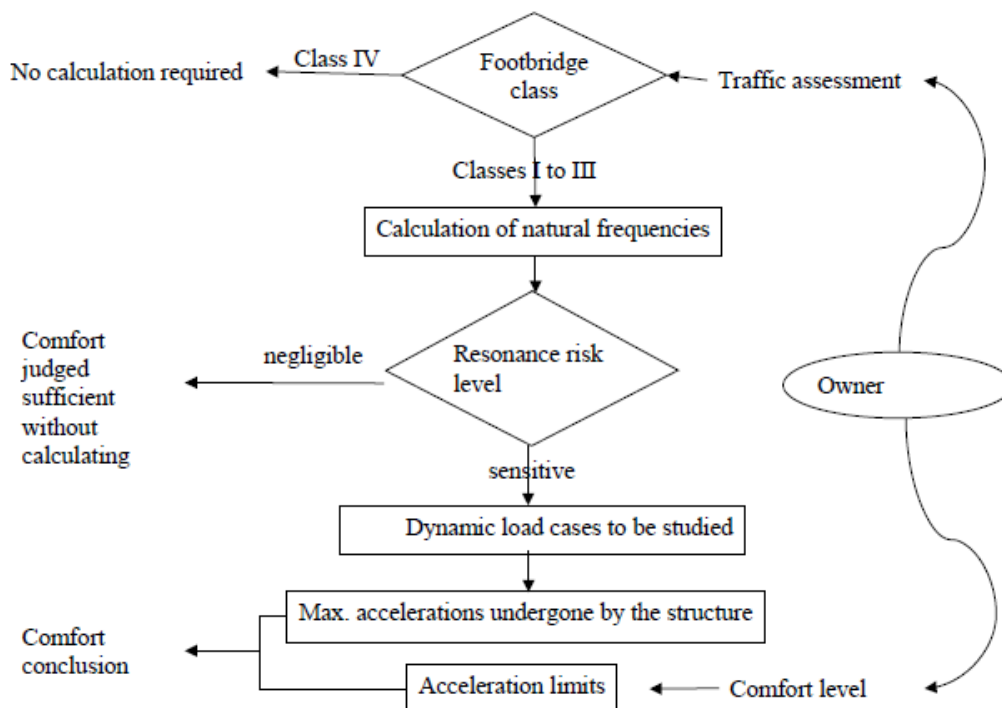 Class IV
No calculation required
Footbridge
class
Traffic assessment
Classes I to III
Calculation of natural frequencies
Comfort
judged
sufficient
without
calculating
negligible
Resonance risk
level
Owner
sensitive
Dynamic load cases to be studied
Max. accelerations undergone by the structure
Comfort
conclusion
Acceleration limits
Comfort level